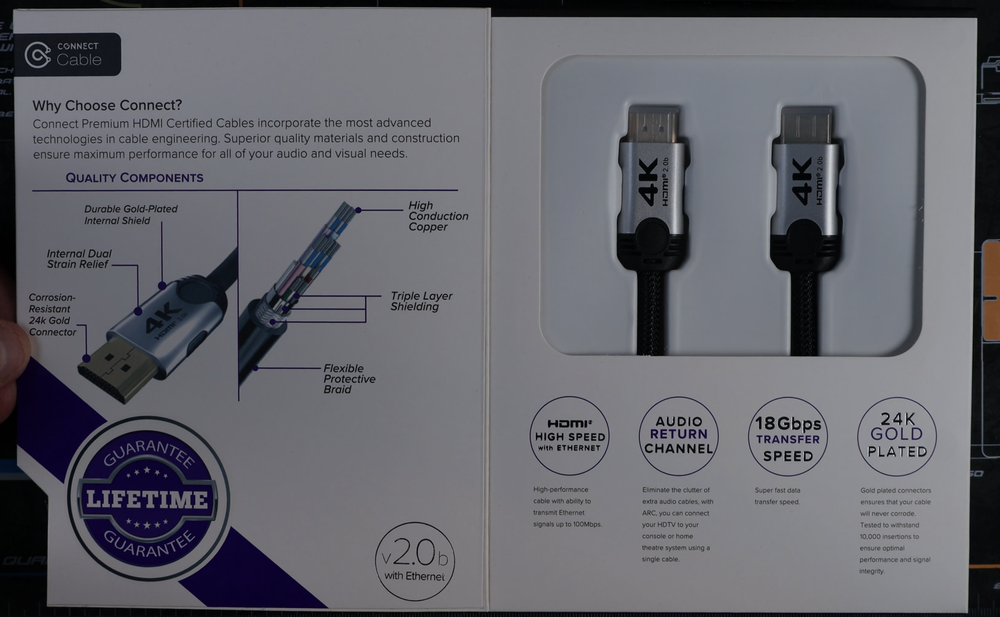 CONNECT
Cable
Why Choose Connect?
Connect Premium HDMI Certified Cables incorporate the most advanced
technologies in cable engineering. Superior quality materials and construction
ensure maximum performance for all of your audio and visual needs.
QUALITY COMPONENTS
Durable Gold-Plated
Internal Shield
Internal Dual
Strain Relief
Corrosion-
Resistant
24k Gold
Connector
4K
HDMI 2.0b
High
Conduction
Copper
Triple Layer
Shielding
Flexible
Protective
Braid
GUARANTEE
LIFETIME
GUARANTEE
v2.0b
with Ethernet
4K
HDMI® 2.0b
4K
HDMI® 2.0b
HDMI®
HIGH SPEED
with ETHERNET
High-performance
cable with ability to
transmit Ethernet
signals up to 100Mbps.
AUDIO
RETURN
CHANNEL
Eliminate the clutter of
extra audio cables, with
ARC, you can connect
your HDTV to your
console or home
theatre system using a
single cable.
18Gbps
TRANSFER
SPEED
Super fast data
transfer speed.
24K
GOLD
PLATED
Gold plated connectors
ensures that your cable
will never corrode.
Tested to withstand
10,000 insertions to
ensure optimal
performance and signal
integrity.